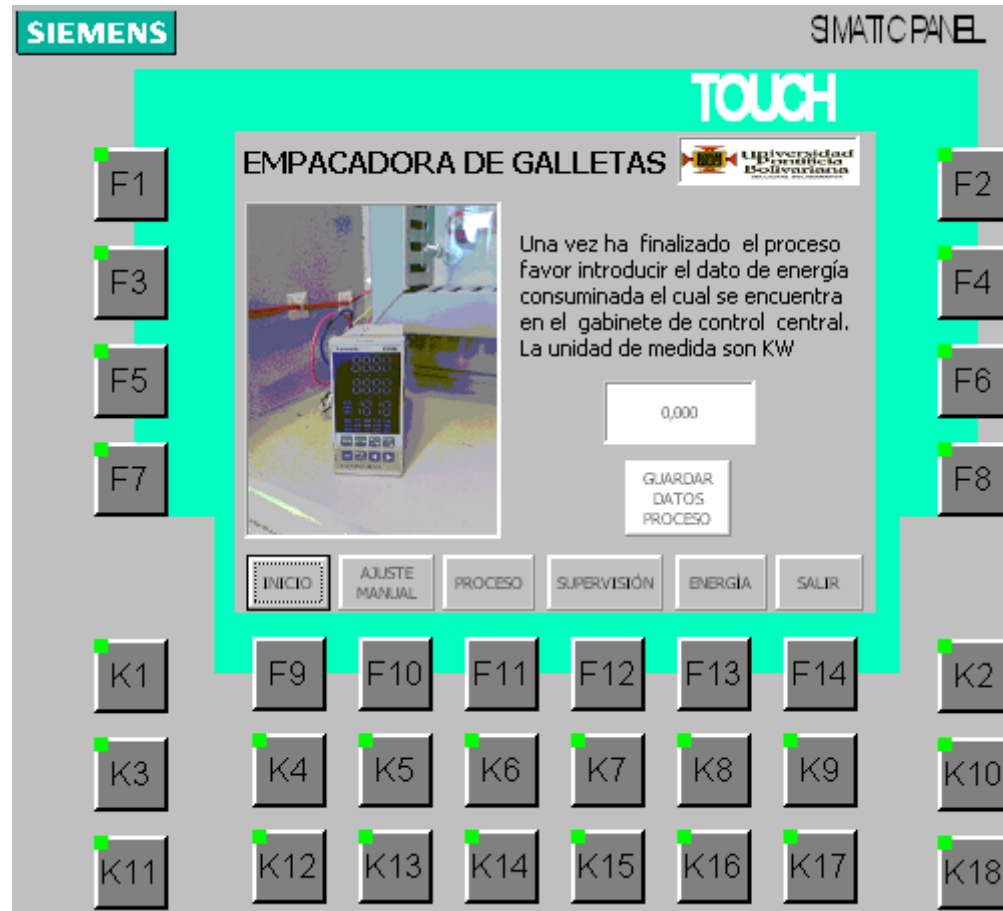 SIEMENS
SIMATIC PANEL
TOUCH
EMPACADORA DE GALLETAS
Universidad
Pontificia
Bolivariana
F1
F2
Una vez ha finalizado el proceso
favor introducir el dato de energía
consuminada el cual se encuentra
en el gabinete de control central.
La unidad de medida son KW
F3
F4
F5
F6
0,000
F7
F8
GUARDAR
DATOS
PROCESO
INICIO
AJUSTE
MANUAL
PROCESO
SUPERVISIÓN
ENERGÍA
SALIR
K1
F9
F10
F11
F12
F13
F14
K2
K3
K4
K5
K6
K7
K8
K9
K10
K11
K12
K13
K14
K15
K16
K17
K18